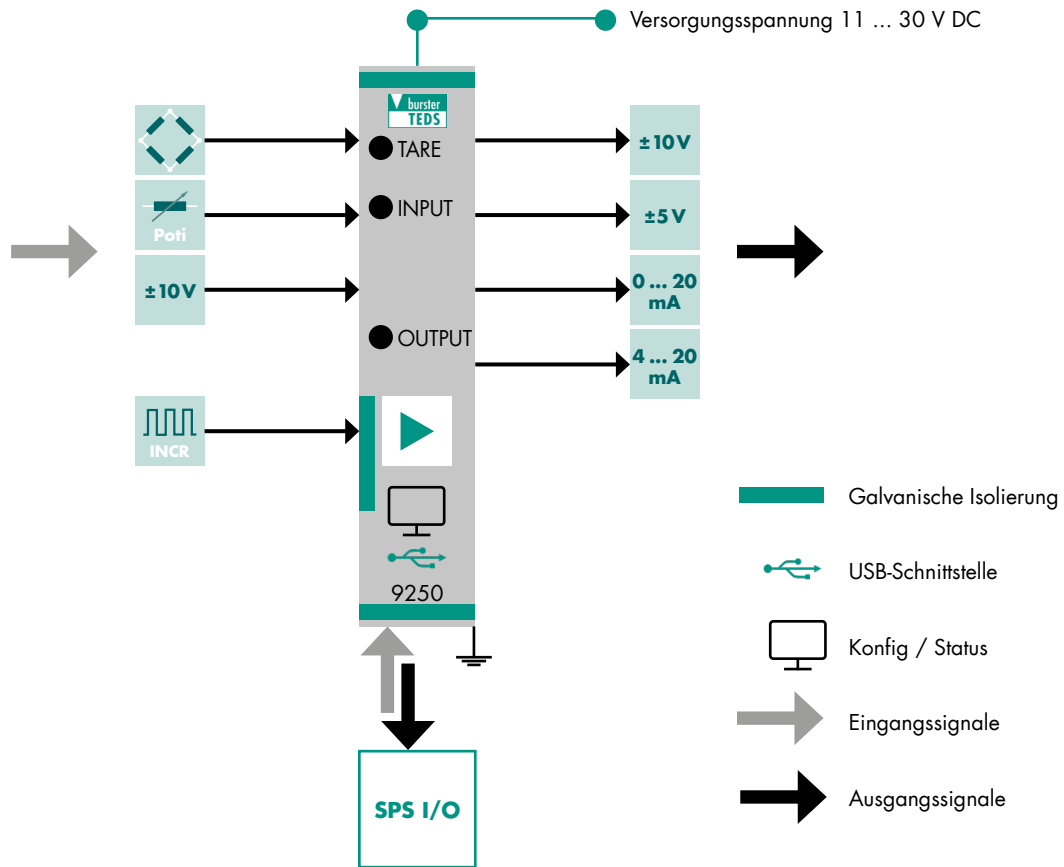 Versorgungsspannung 11 ... 30 V DC
burster
TEDS
TARE
INPUT
OUTPUT
9250
Poti
±10V
INCR
±10V
±5V
0 ... 20
mA
4 ... 20
mA
SPS I/O
Galvanische Isolierung
USB-Schnittstelle
Konfig / Status
Eingangssignale
Ausgangssignale